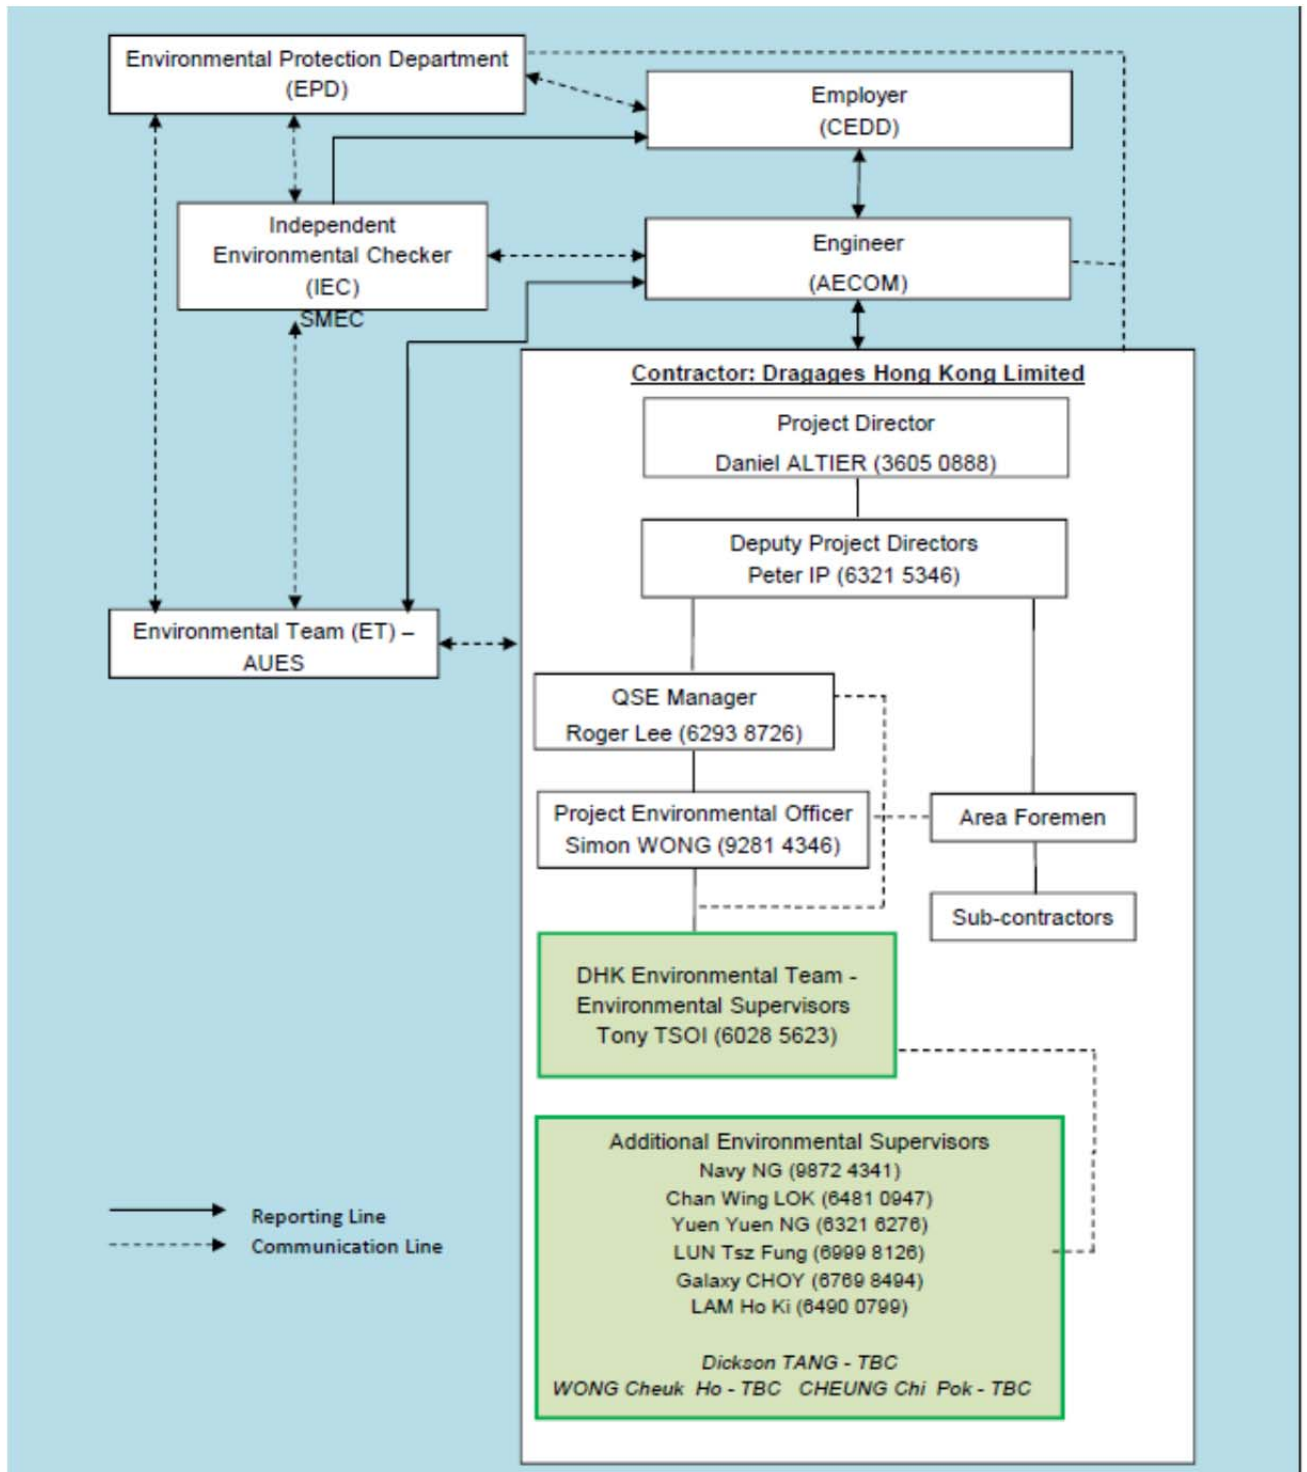 Environmental Protection Department
(EPD)
Employer
(CEDD)
Independent
Environmental Checker
(IEC)
SMEC
Engineer
(AECOM)
Contractor: Dragages Hong Kong Limited
Project Director
Daniel ALTIER (3605 0888)
Deputy Project Directors
Peter IP (6321 5346)
Environmental Team (ET) –
AUES
QSE Manager
Roger Lee (6293 8726)
Project Environmental Officer
Simon WONG (9281 4346)
Area Foremen
Sub-contractors
DHK Environmental Team -
Environmental Supervisors
Tony TSOI (6028 5623)
Additional Environmental Supervisors
Navy NG (9872 4341)
Chan Wing LOK (6481 0947)
Yuen Yuen NG (6321 6276)
LUN Tsz Fung (6999 8126)
Galaxy CHOY (6769 8494)
LAM Ho Ki (6490 0799)
Dickson TANG - TBC
WONG Cheuk Ho - TBC CHEUNG Chi Pok - TBC
Reporting Line
Communication Line